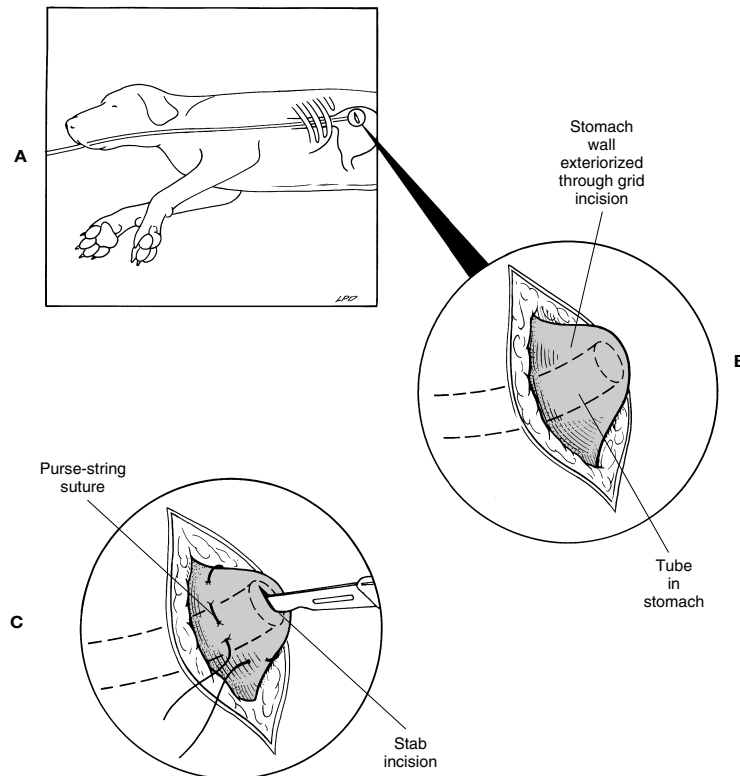 A
LPD
Stomach
wall
exteriorized
through grid
incision
B
Tube
in
stomach
Purse-string
suture
C
Stab
incision